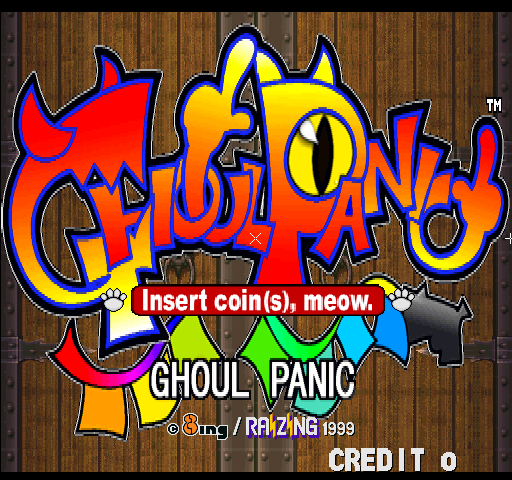 GHOUL PANIC
TM
Insert coin(s), meow.
GHOUL PANIC
© 8ing / RAIZING 1999
CREDIT 0